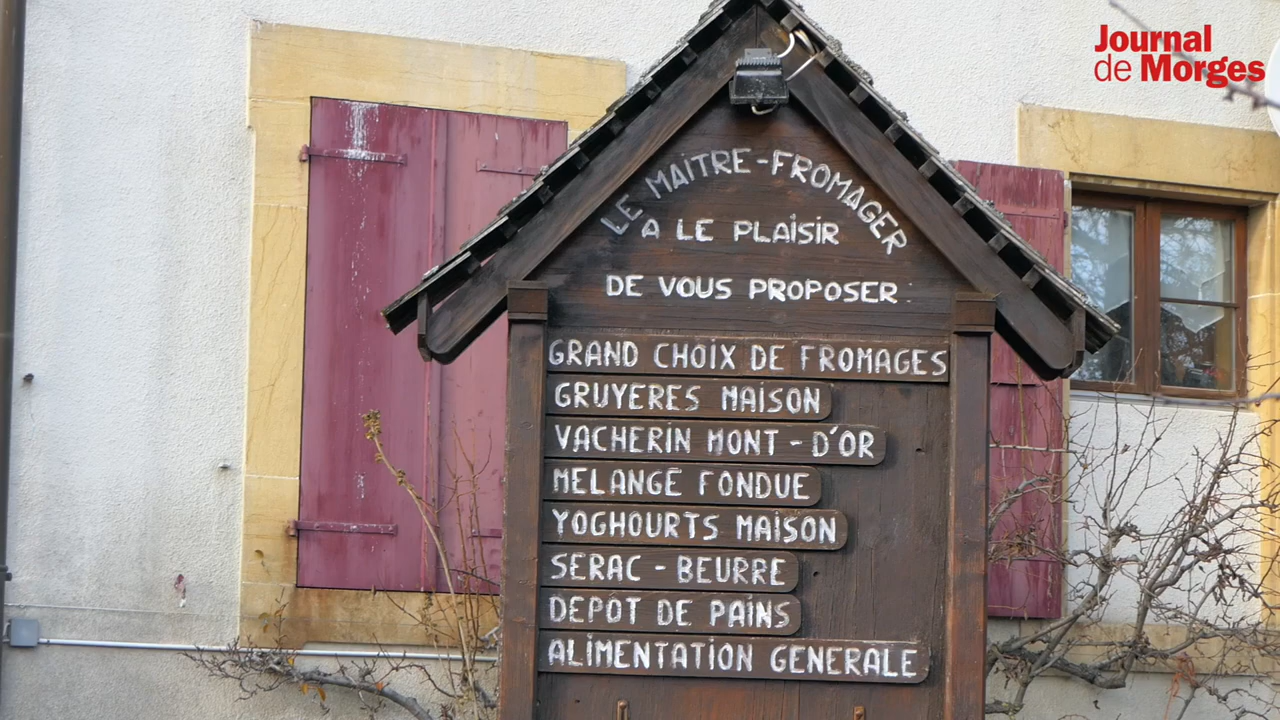 Journal
de Morges
LE MAITRE-FROMAGER
A LE PLAISIR
DE VOUS PROPOSER :
GRAND CHOIX DE FROMAGES
GRUYERES MAISON
VACHERIN MONT-D'OR
MELANGE FONDUE
YOGHOURTS MAISON
SERAC-BEURRE
DEPOT DE PAINS
ALIMENTATION GENERALE